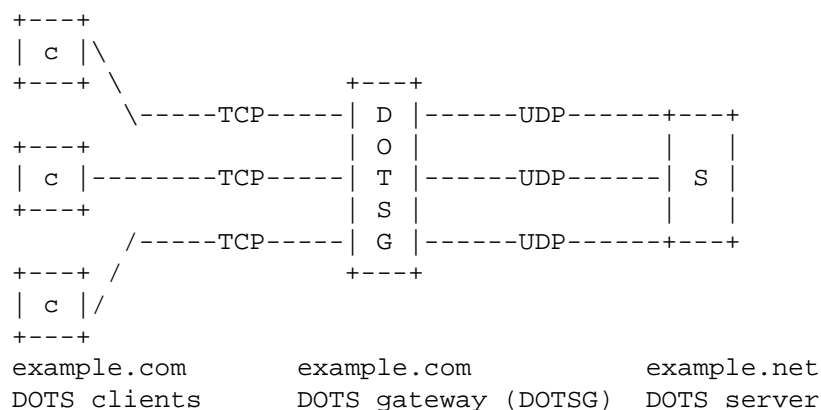 +---+
| c |\
+---+ \               +---+
       \-----TCP-----| D |------UDP------+---+
+---+                | O |               |   |
| c |--------TCP-----| T |------UDP------| S |
+---+                | S |               |   |
       /-----TCP-----| G |------UDP------+---+
+---+ /               +---+
| c |/
+---+
example.com       example.com           example.net
DOTS clients      DOTS gateway (DOTSG)  DOTS server